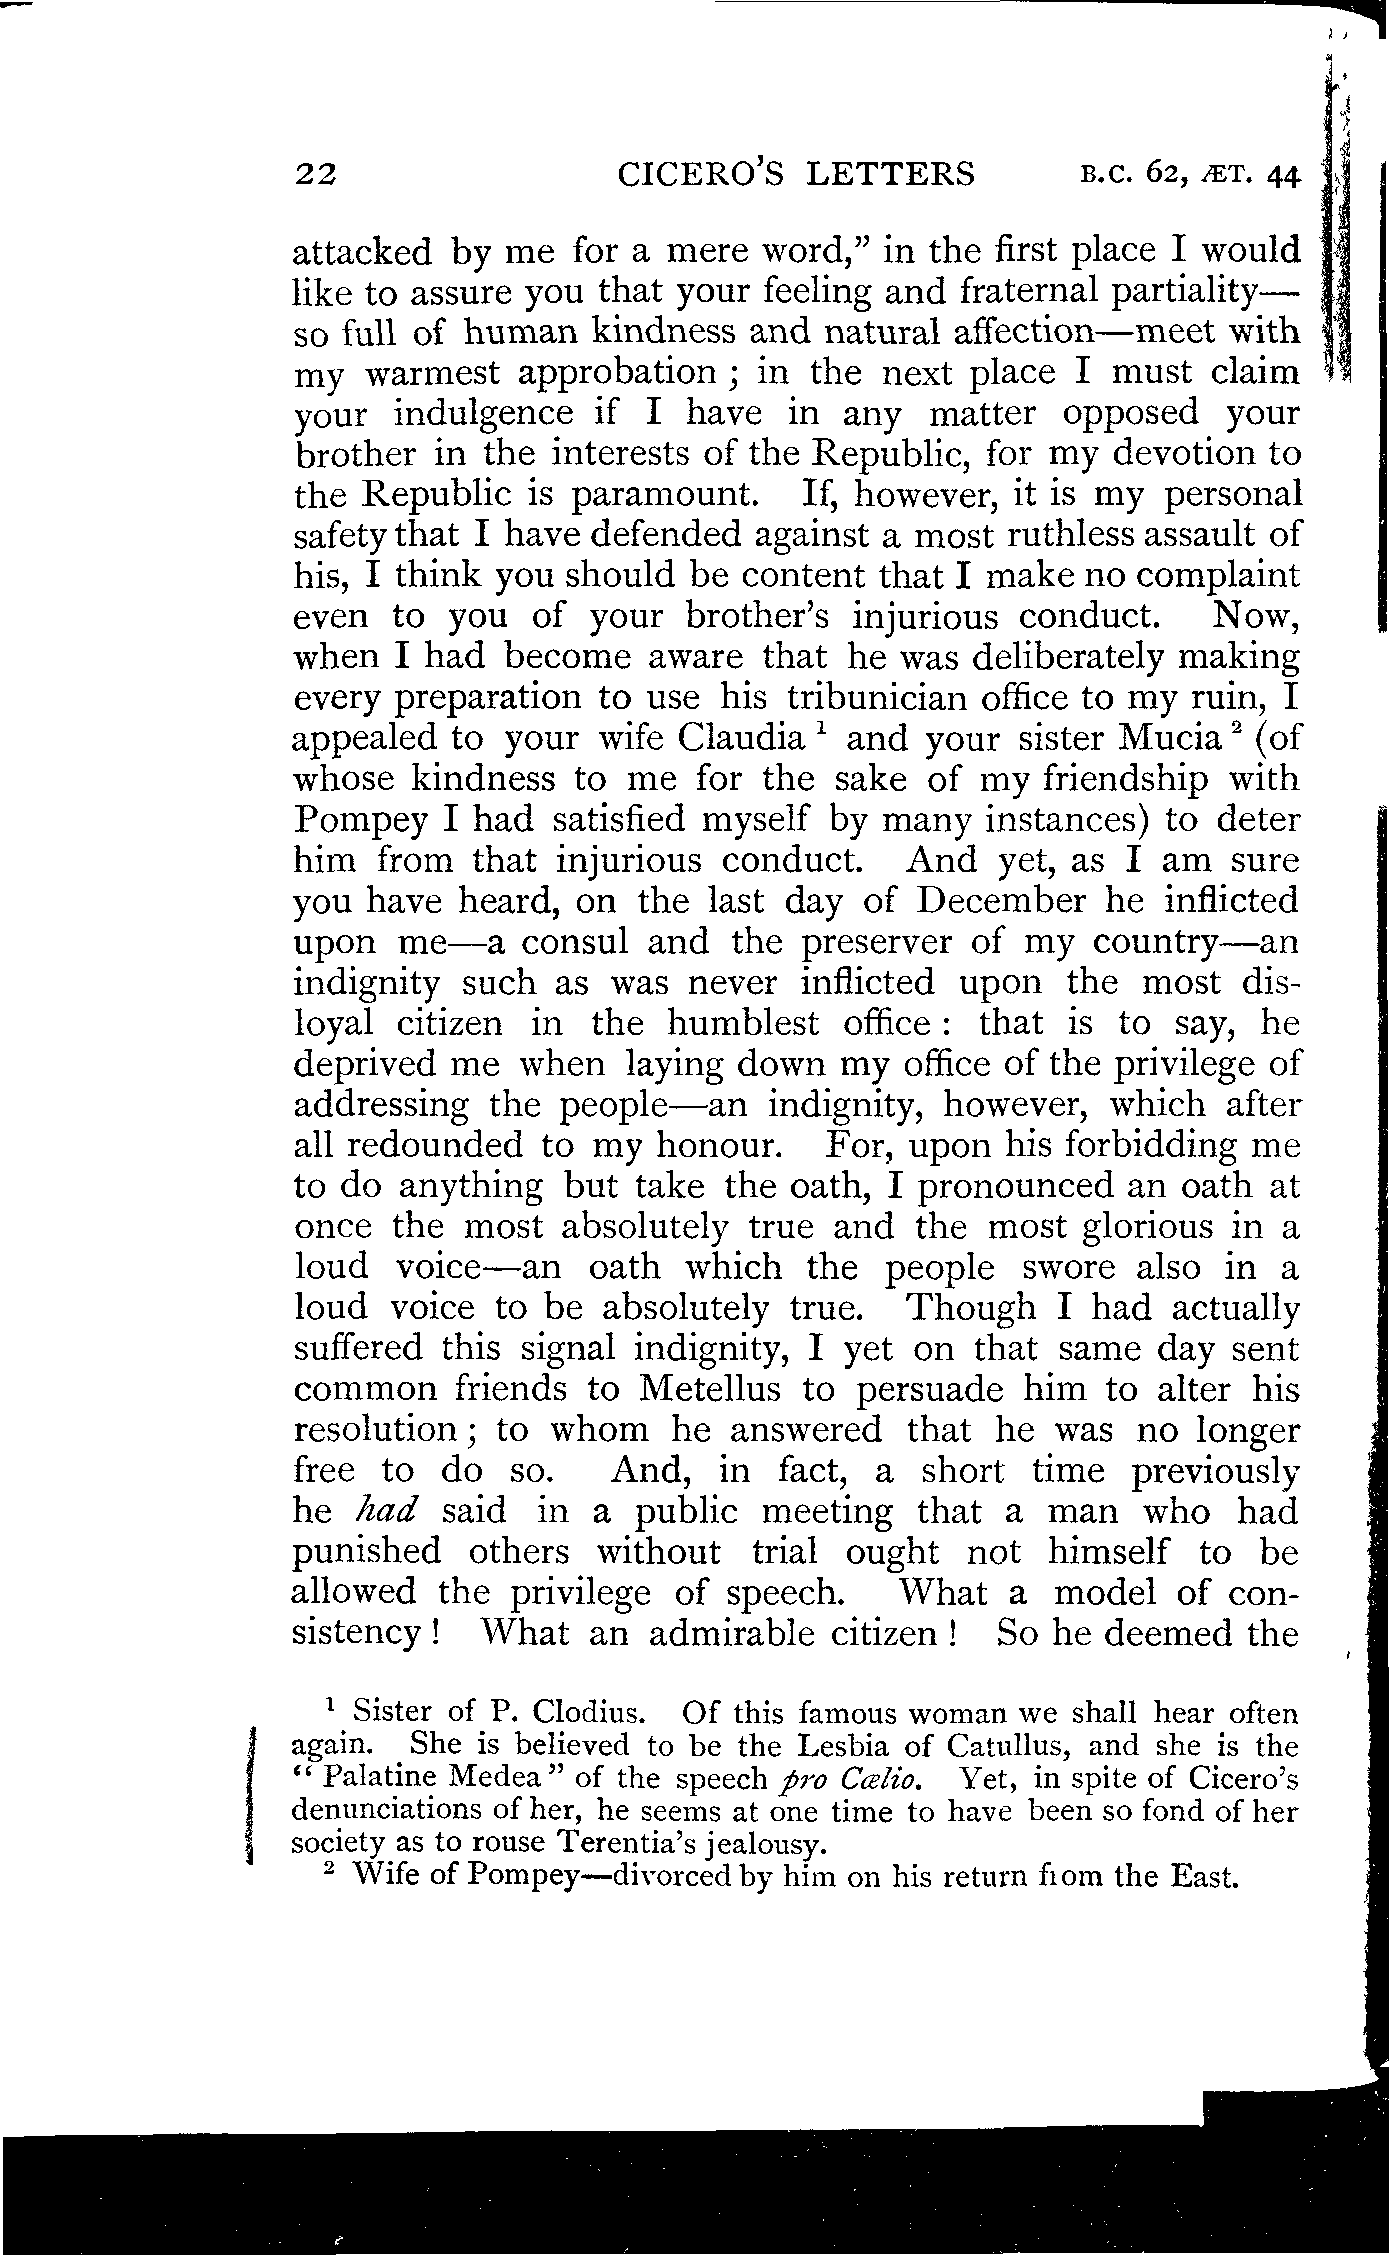 22 CICERO'S LETTERS B.C. 62, ÆT. 44
attacked by me for a mere word,” in the first place I would
like to assure you that your feeling and fraternal partiality—
so full of human kindness and natural affection—meet with
my warmest approbation ; in the next place I must claim
your indulgence if I have in any matter opposed your
brother in the interests of the Republic, for my devotion to
the Republic is paramount. If, however, it is my personal
safety that I have defended against a most ruthless assault of
his, I think you should be content that I make no complaint
even to you of your brother's injurious conduct. Now,
when I had become aware that he was deliberately making
every preparation to use his tribunician office to my ruin, I
appealed to your wife Claudia ¹ and your sister Mucia ² (of
whose kindness to me for the sake of my friendship with
Pompey I had satisfied myself by many instances) to deter
him from that injurious conduct. And yet, as I am sure
you have heard, on the last day of December he inflicted
upon me—a consul and the preserver of my country—an
indignity such as was never inflicted upon the most dis-
loyal citizen in the humblest office : that is to say, he
deprived me when laying down my office of the privilege of
addressing the people—an indignity, however, which after
all redounded to my honour. For, upon his forbidding me
to do anything but take the oath, I pronounced an oath at
once the most absolutely true and the most glorious in a
loud voice—an oath which the people swore also in a
loud voice to be absolutely true. Though I had actually
suffered this signal indignity, I yet on that same day sent
common friends to Metellus to persuade him to alter his
resolution ; to whom he answered that he was no longer
free to do so. And, in fact, a short time previously
he had said in a public meeting that a man who had
punished others without trial ought not himself to be
allowed the privilege of speech. What a model of con-
sistency ! What an admirable citizen ! So he deemed the
¹ Sister of P. Clodius. Of this famous woman we shall hear often
again. She is believed to be the Lesbia of Catullus, and she is the
“ Palatine Medea” of the speech pro Cælio. Yet, in spite of Cicero's
denunciations of her, he seems at one time to have been so fond of her
society as to rouse Terentia's jealousy.
² Wife of Pompey—divorced by him on his return from the East.